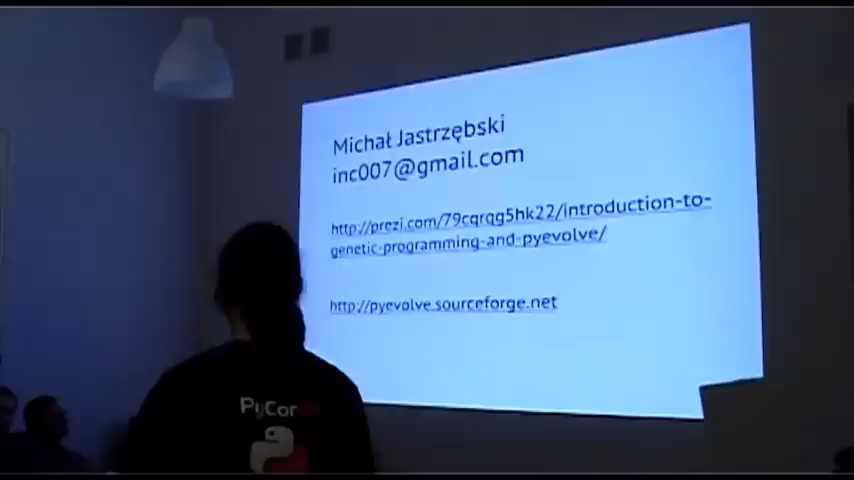 Michał Jastrzębski
inc007@gmail.com
http://prezi.com/79cqrqg5hk22/introduction-to-
genetic-programming-and-pyevolve/
http://pyevolve.sourceforge.net
PyCon